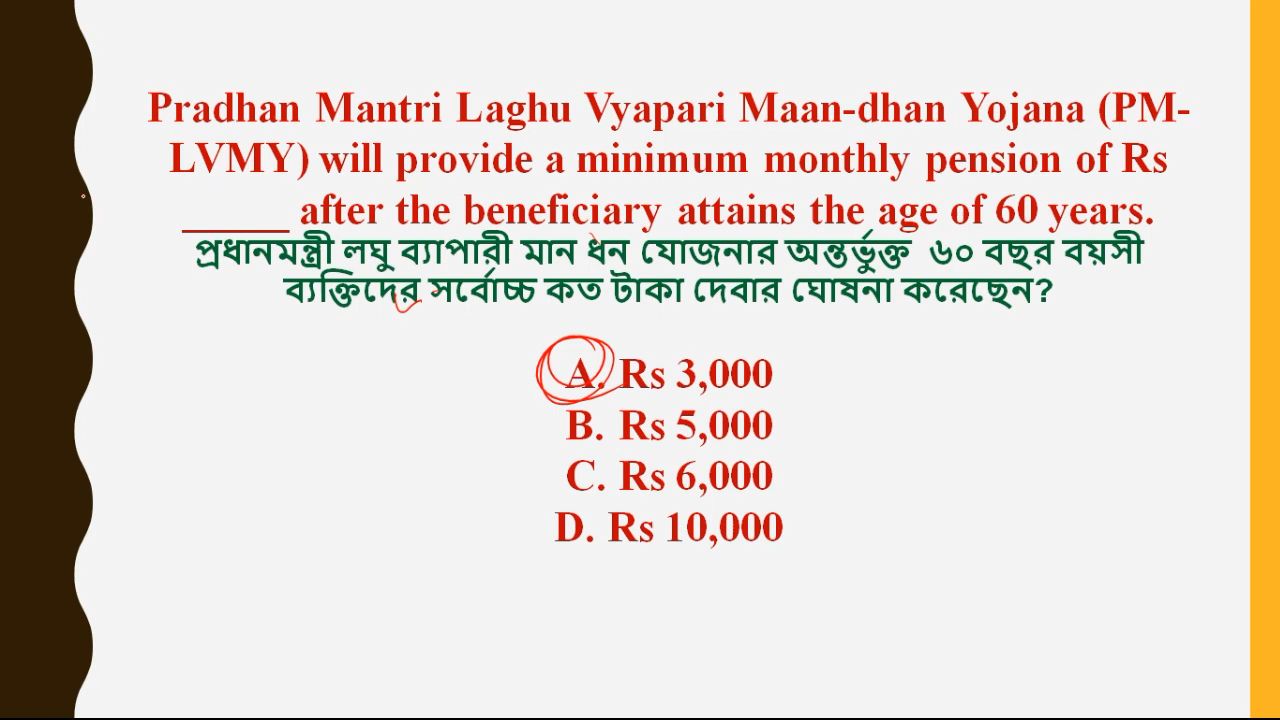 Pradhan Mantri Laghu Vyapari Maan-dhan Yojana (PM-
LVMY) will provide a minimum monthly pension of Rs
_____ after the beneficiary attains the age of 60 years.
প্রধানমন্ত্রী লঘু ব্যাপারী মান ধন যোজনার অন্তর্ভুক্ত ৬০ বছর বয়সী
ব্যক্তিদের সর্বোচ্চ কত টাকা দেবার ঘোষনা করেছেন?
A. Rs 3,000
B. Rs 5,000
C. Rs 6,000
D. Rs 10,000